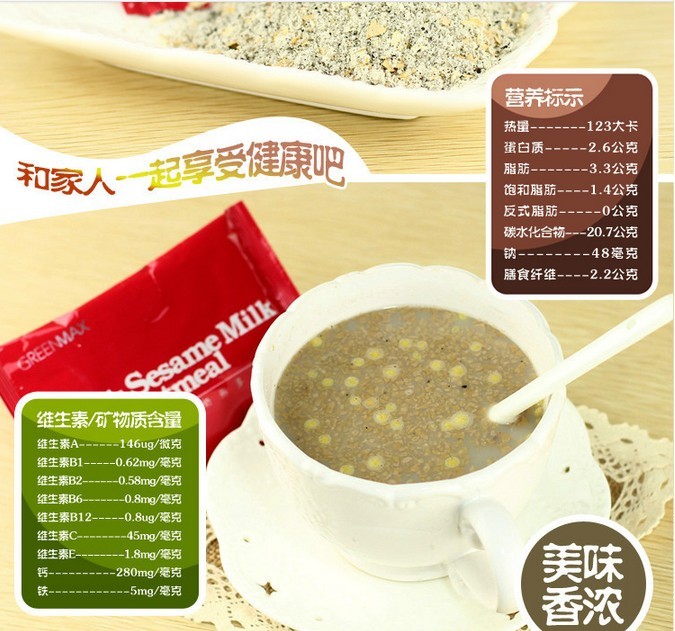 营养标示
热量-------123大卡
蛋白质-----2.6公克
脂肪-------3.3公克
饱和脂肪---1.4公克
反式脂肪-----0公克
碳水化合物---20.7公克
钠---------48毫克
膳食纤维----2.2公克
和家人一起享受健康吧
GREENMAX
Sesame Milk
tmeal
维生素/矿物质含量
维生素A------146ug/微克
维生素B1-----0.62mg/毫克
维生素B2----0.58mg/毫克
维生素B6-----0.8mg/毫克
维生素B12----0.8ug/毫克
维生素C-------45mg/毫克
维生素E-------1.8mg/毫克
钙-----------280mg/毫克
铁------------5mg/毫克
美味
香浓